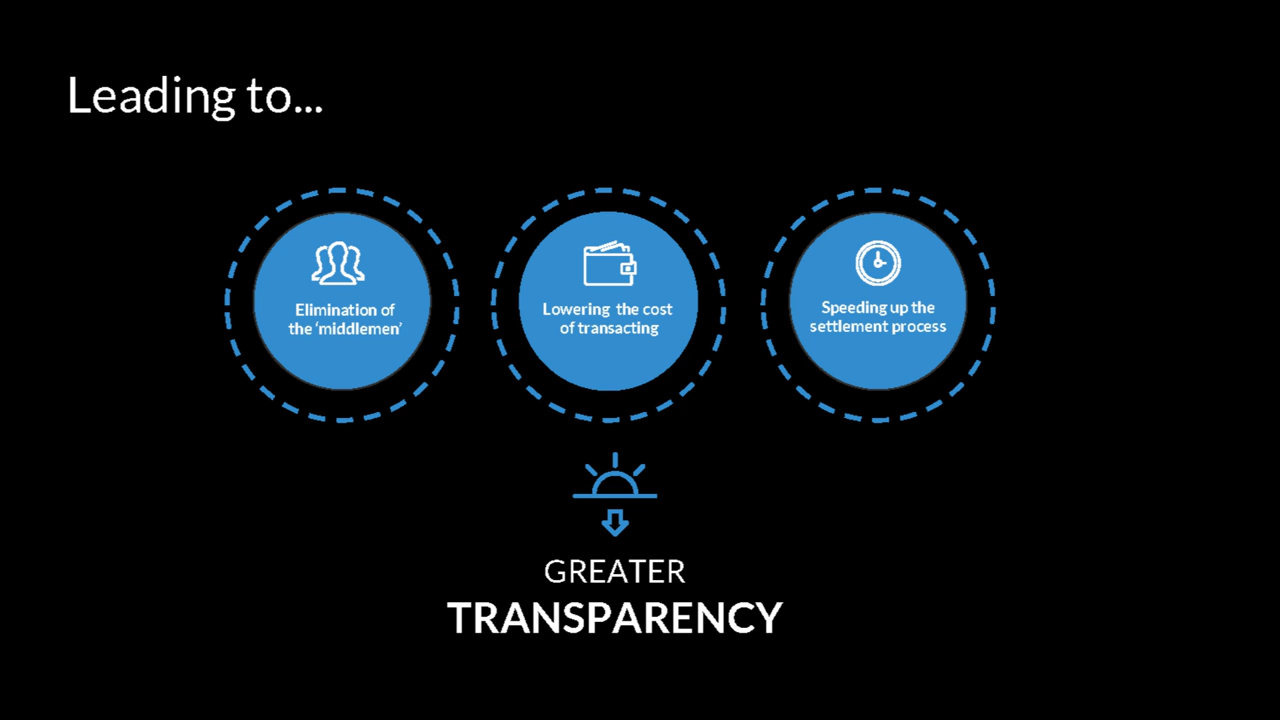 Leading to...
Elimination of
the ‘middlemen’
Lowering the cost
of transacting
Speeding up the
settlement process
GREATER
TRANSPARENCY